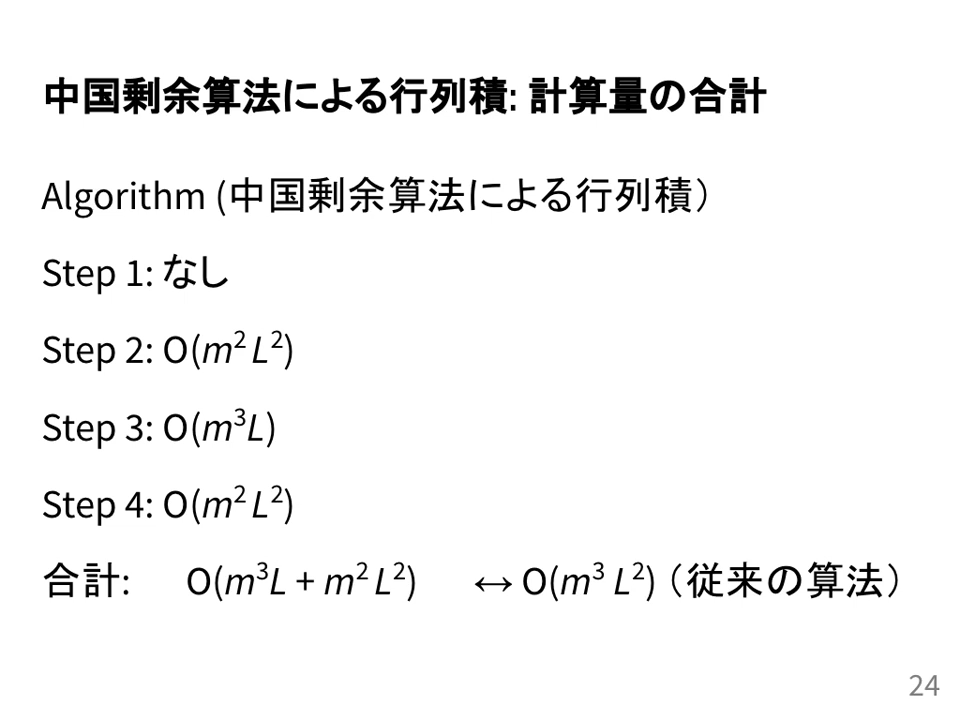 中国剰余算法による行列積: 計算量の合計
Algorithm (中国剰余算法による行列積）
Step 1: なし
Step 2: O(m² L²)
Step 3: O(m³L)
Step 4: O(m² L²)
合計: O(m³L + m² L²) ↔ O(m³ L²)（従来の算法）
24